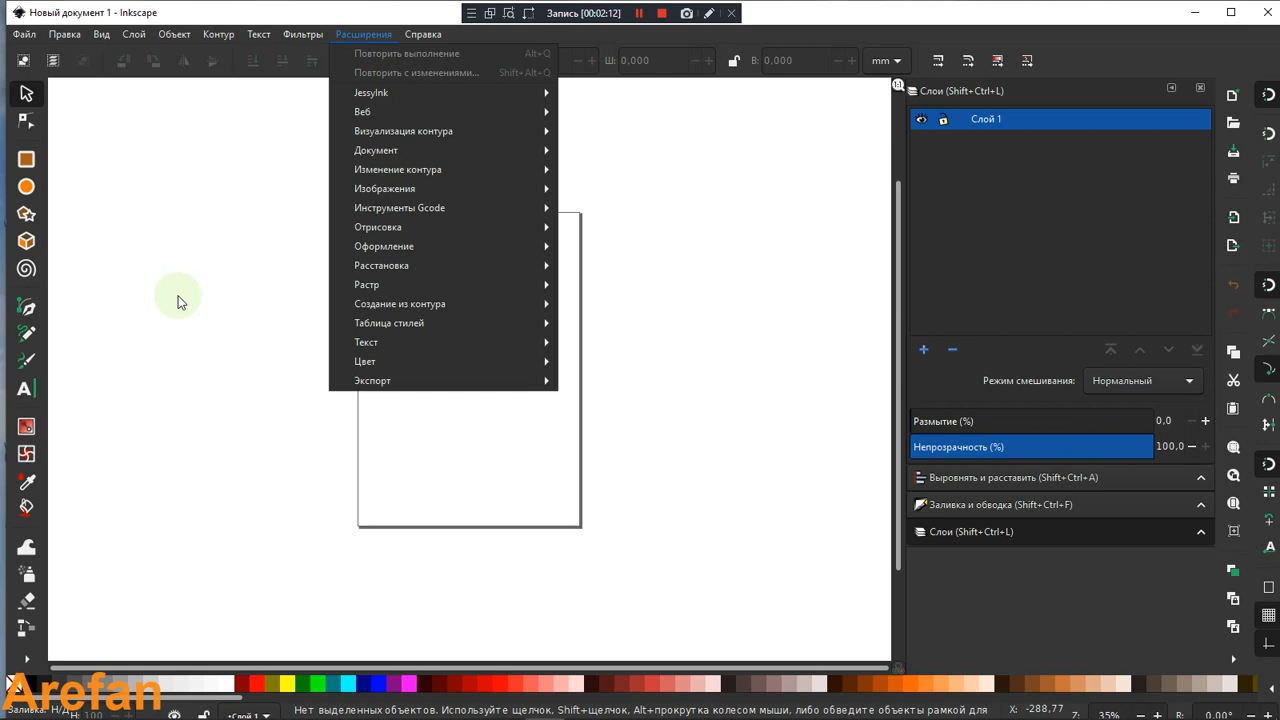 Новый документ 1 - Inkscape
Запись [00:02:12]
Файл Правка Вид Слой Объект Контур Текст Фильтры Расширения Справка
Ш: 0,000 В: 0,000 mm
Повторить выполнение Alt+Q
Повторить с изменениями... Shift+Alt+Q
JessyInk
Веб
Визуализация контура
Документ
Изменение контура
Изображения
Инструменты Gcode
Отрисовка
Оформление
Расстановка
Растр
Создание из контура
Таблица стилей
Текст
Цвет
Экспорт
Слои (Shift+Ctrl+L)
Слой 1
Режим смешивания: Нормальный
Размытие (%) 0,0
Непрозрачность (%) 100,0
Выровнять и расставить (Shift+Ctrl+A)
Заливка и обводка (Shift+Ctrl+F)
Слои (Shift+Ctrl+L)
Arefan
Заливка: Н/Д
Н/Д 100 •Слой 1 Нет выделенных объектов. Используйте щелчок, Shift+щелчок, Alt+прокрутка колесом мыши, либо обведите объекты рамкой для X: -288,77 Z: 35% R: 0,00°